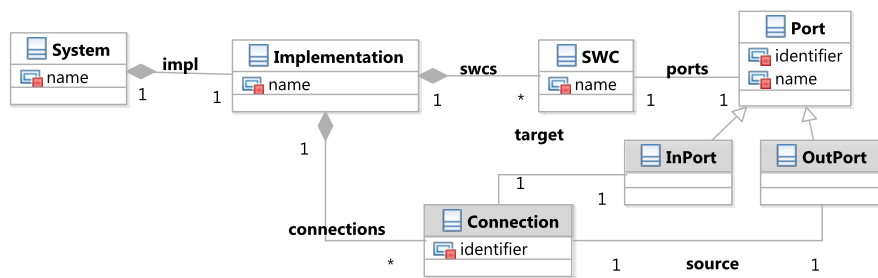 System
name
impl
1
1
Implementation
name
swcs
1
*
SWC
name
ports
1
1
Port
identifier
name
target
InPort
OutPort
1
1
1
connections
*
Connection
identifier
1
source
1